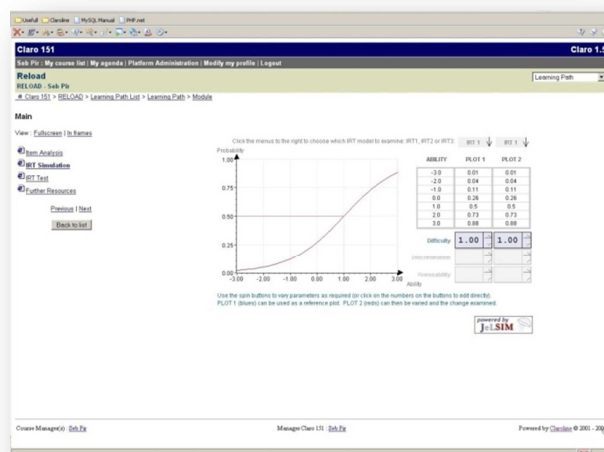 Usefull Claroline MySQL Manual PHP.net
Claro 151 Claro 1.5
Seb Pir : My course list | My agenda | Platform Administration | Modify my profile | Logout
Reload Learning Path
RELOAD - Seb Pir
Claro 151 > RELOAD > Learning Path List > Learning Path > Module
Main
View : Fullscreen | In frames
Item Analysis
IRT Simulation
IRT Test
Further Resources
Previous | Next
Back to list
Click the menus to the right to choose which IRT model to examine: IRT1, IRT2 or IRT3 IRT 1 IRT 1
Probability
1.00
0.75
0.50
0.25
0.00
-3.00 -2.00 -1.00 0.00 1.00 2.00 3.00
Ability
ABILITY PLOT 1 PLOT 2
-3.0 0.01 0.01
-2.0 0.04 0.04
-1.0 0.11 0.11
0.0 0.26 0.26
1.0 0.5 0.5
2.0 0.73 0.73
3.0 0.88 0.88
Difficulty 1.00 1.00
Use the spin buttons to vary parameters as required (or click on the numbers on the buttons to edit directly).
PLOT 1 (blues) can be used as a reference plot. PLOT 2 (reds) can then be varied and the change examined.
powered by
JeLSIM
Course Manager(s) : Seb Pir Manager Claro 151 : Seb Pir Powered by Claroline © 2001 - 200